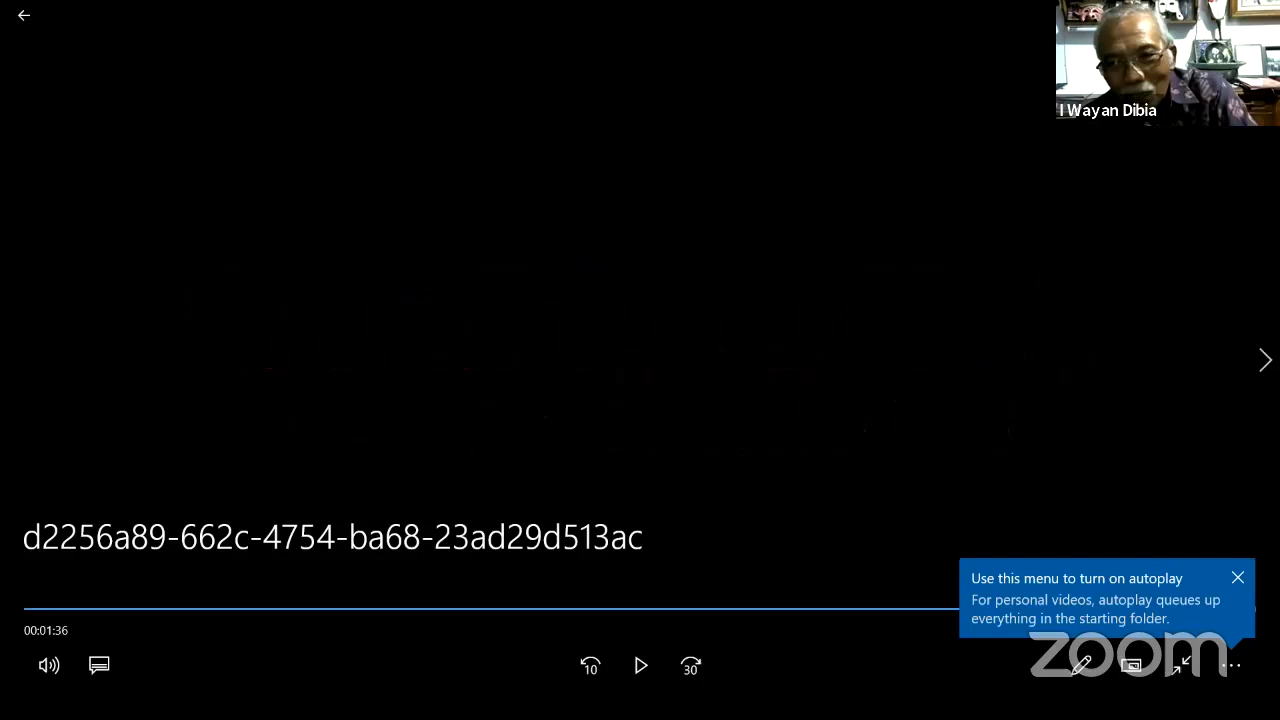 I Wayan Dibia
d2256a89-662c-4754-ba68-23ad29d513ac
Use this menu to turn on autoplay
For personal videos, autoplay queues up
everything in the starting folder.
00:01:36
10
30
zoom